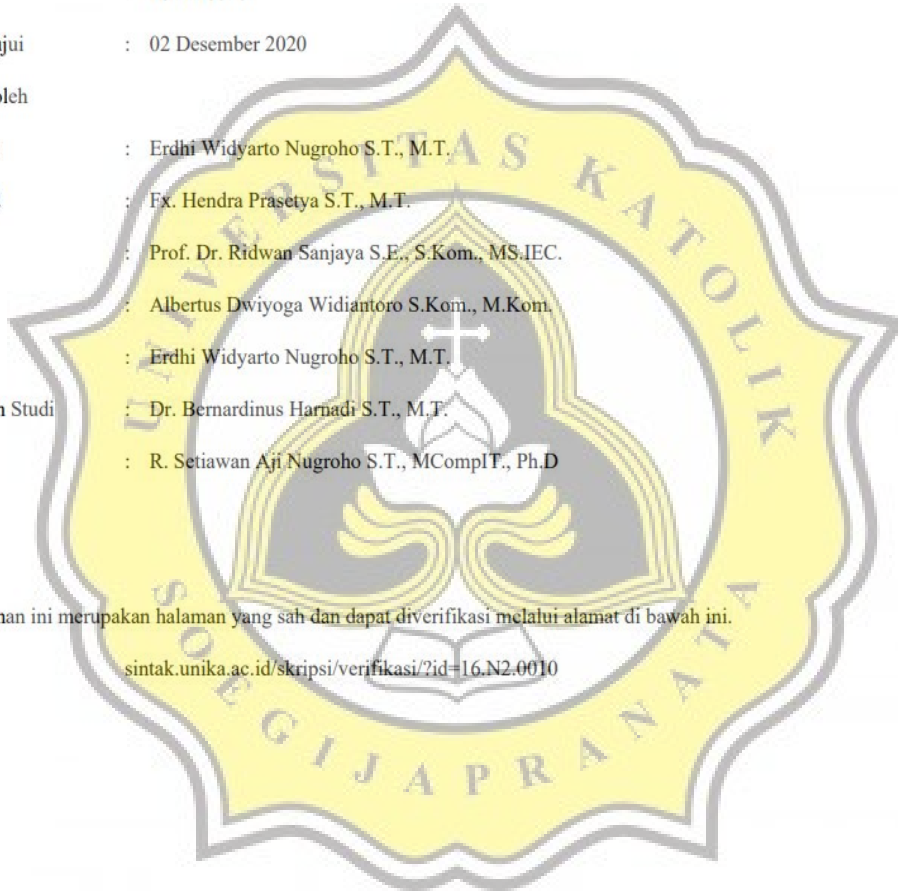 jui : 02 Desember 2020
oleh
: Erdhi Widyarto Nugroho S.T., M.T.
: Fx. Hendra Prasetya S.T., M.T.
: Prof. Dr. Ridwan Sanjaya S.E., S.Kom., MS.IEC.
: Albertus Dwiyoga Widiantoro S.Kom., M.Kom.
: Erdhi Widyarto Nugroho S.T., M.T.
n Studi : Dr. Bernardinus Harnadi S.T., M.T.
: R. Setiawan Aji Nugroho S.T., MCompIT., Ph.D
nan ini merupakan halaman yang sah dan dapat diverifikasi melalui alamat di bawah ini.
sintak.unika.ac.id/skripsi/verifikasi/?id=16.N2.0010
UNIVERSITAS KATOLIK
SOEGIJAPRANATA